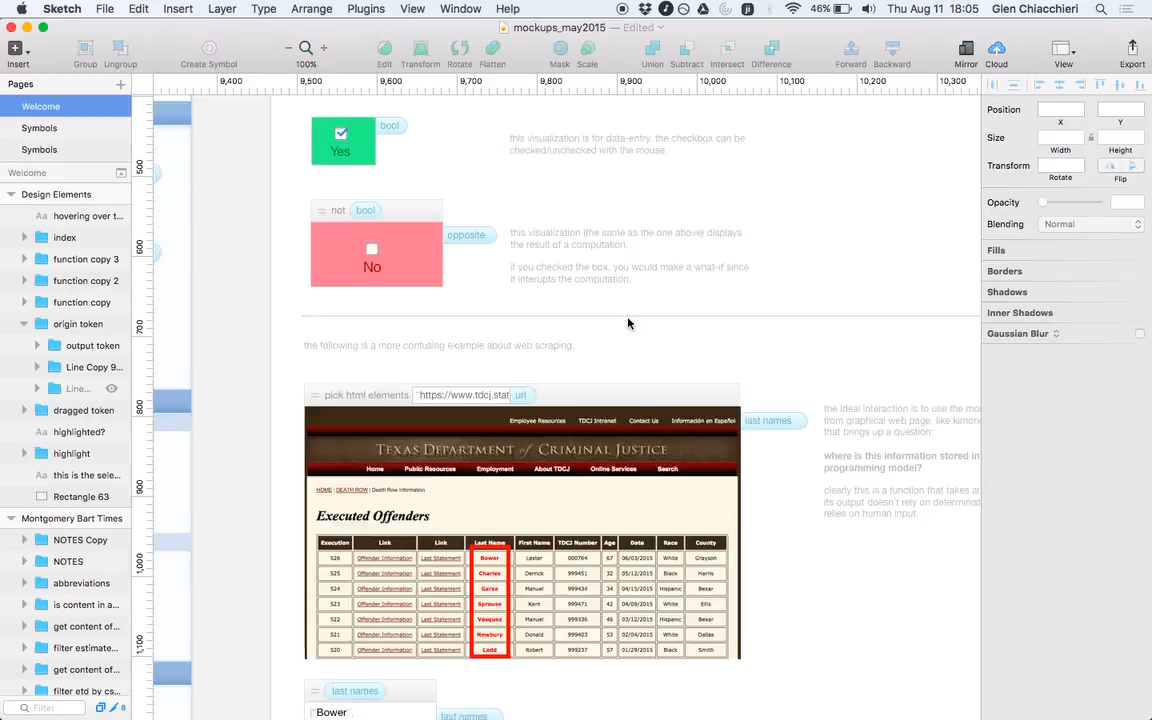 Sketch File Edit Insert Layer Type Arrange Plugins View Window Help 46% Thu Aug 11 18:05 Glen Chiacchieri
mockups_may2015 — Edited
Insert Group Ungroup Create Symbol 100% Edit Transform Rotate Flatten Mask Scale Union Subtract Intersect Difference Forward Backward Mirror Cloud View Export
Pages
9,400 9,500 9,600 9,700 9,800 9,900 10,000 10,100 10,200 10,300
Welcome
Symbols
Symbols
Welcome
Design Elements
hovering over t...
index
function copy 3
function copy 2
function copy
origin token
output token
Line Copy 9...
Line...
dragged token
highlighted?
highlight
this is the sele...
Rectangle 63
Montgomery Bart Times
NOTES Copy
NOTES
abbreviations
is content in a...
get content of...
filter estimate...
get content of...
filter etd by cs...
Filter 8
500
600
700
800
900
1,000
1,100
bool
Yes
this visualization is for data-entry. the checkbox can be
checked/unchecked with the mouse.
= not bool
opposite
No
this visualization (the same as the one above) displays
the result of a computation.
if you checked the box, you would make a what-if since
it interupts the computation.
the following is a more confusing example about web scraping..
= pick html elements https://www.tdcj.stat url
last names
Employee Resources TDCJ Intranet Contact Us Información en Español
TEXAS DEPARTMENT OF CRIMINAL JUSTICE
Home Public Resources Employment About TDCJ Online Services Search
HOME | DEATH ROW | Death Row Information
Executed Offenders
Execution Link Link Last Name First Name TDCJ Number Age Date Race County
526 Offender Information Last Statement Bower Lester 000764 67 06/03/2015 White Grayson
525 Offender Information Last Statement Charles Derrick 999451 32 05/12/2015 Black Harris
524 Offender Information Last Statement Garza Manuel 999434 34 04/15/2015 Hispanic Bexar
523 Offender Information Last Statement Sprouse Kent 999471 42 04/09/2015 White Ellis
522 Offender Information Last Statement Vasquez Manuel 999336 46 03/12/2015 Hispanic Bexar
521 Offender Information Last Statement Newbury Donald 999403 52 02/04/2015 White Dallas
520 Offender Information Last Statement Ladd Robert 999237 57 01/29/2015 Black Smith
the ideal interaction is to use the mo
from graphical web page, like kimono
that brings up a question:
where is this information stored in
programming model?
clearly this is a function that takes an
its output doesn't rely on determinist
relies on human input.
= last names
Bower
last names
Position
X Y
Size
Width Height
Transform
Rotate Flip
Opacity
Blending Normal
Fills
Borders
Shadows
Inner Shadows
Gaussian Blur